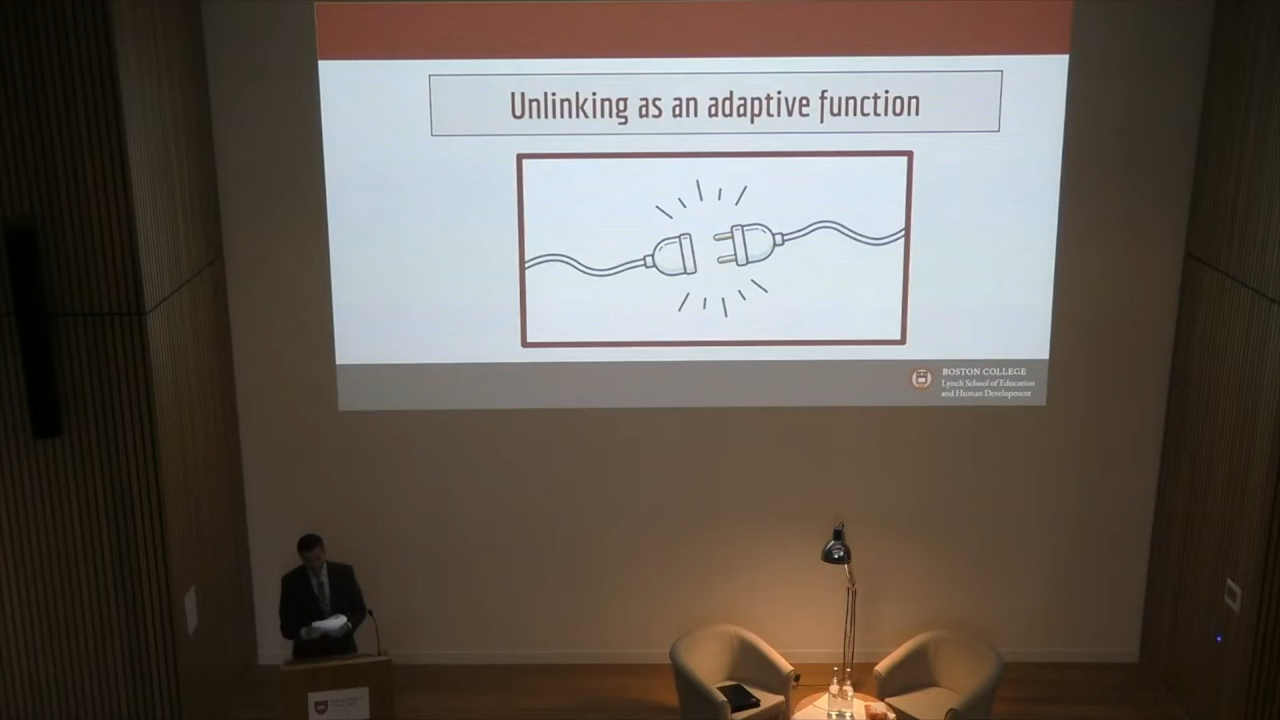 Unlinking as an adaptive function
BOSTON COLLEGE
Lynch School of Education
and Human Development